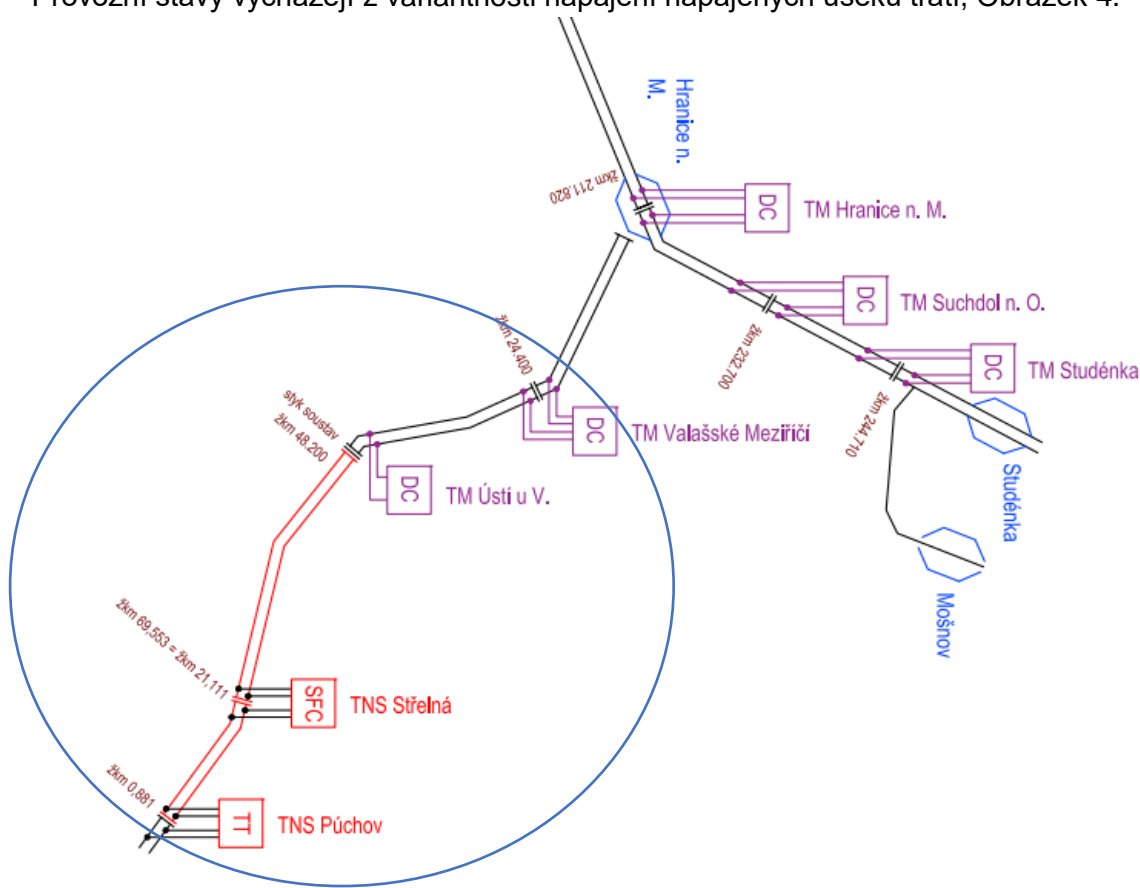 Provozní stavy vycházejí z variantnosti napájení napájených úseků tratí, Obrázek 4.
Hranice n.
M.
žkm 211.820
DC
TM Hranice n. M.
DC
TM Suchdol n. O.
žkm 232.700
DC
TM Studénka
žkm 244.710
Studénka
Mošnov
žkm 24.400
DC
TM Valašské Meziříčí
styk soustav
žkm 48.200
DC
TM Ústí u V.
žkm 69,553 = žkm 21,111
SFC
TNS Střelná
žkm 0,881
TT
TNS Púchov